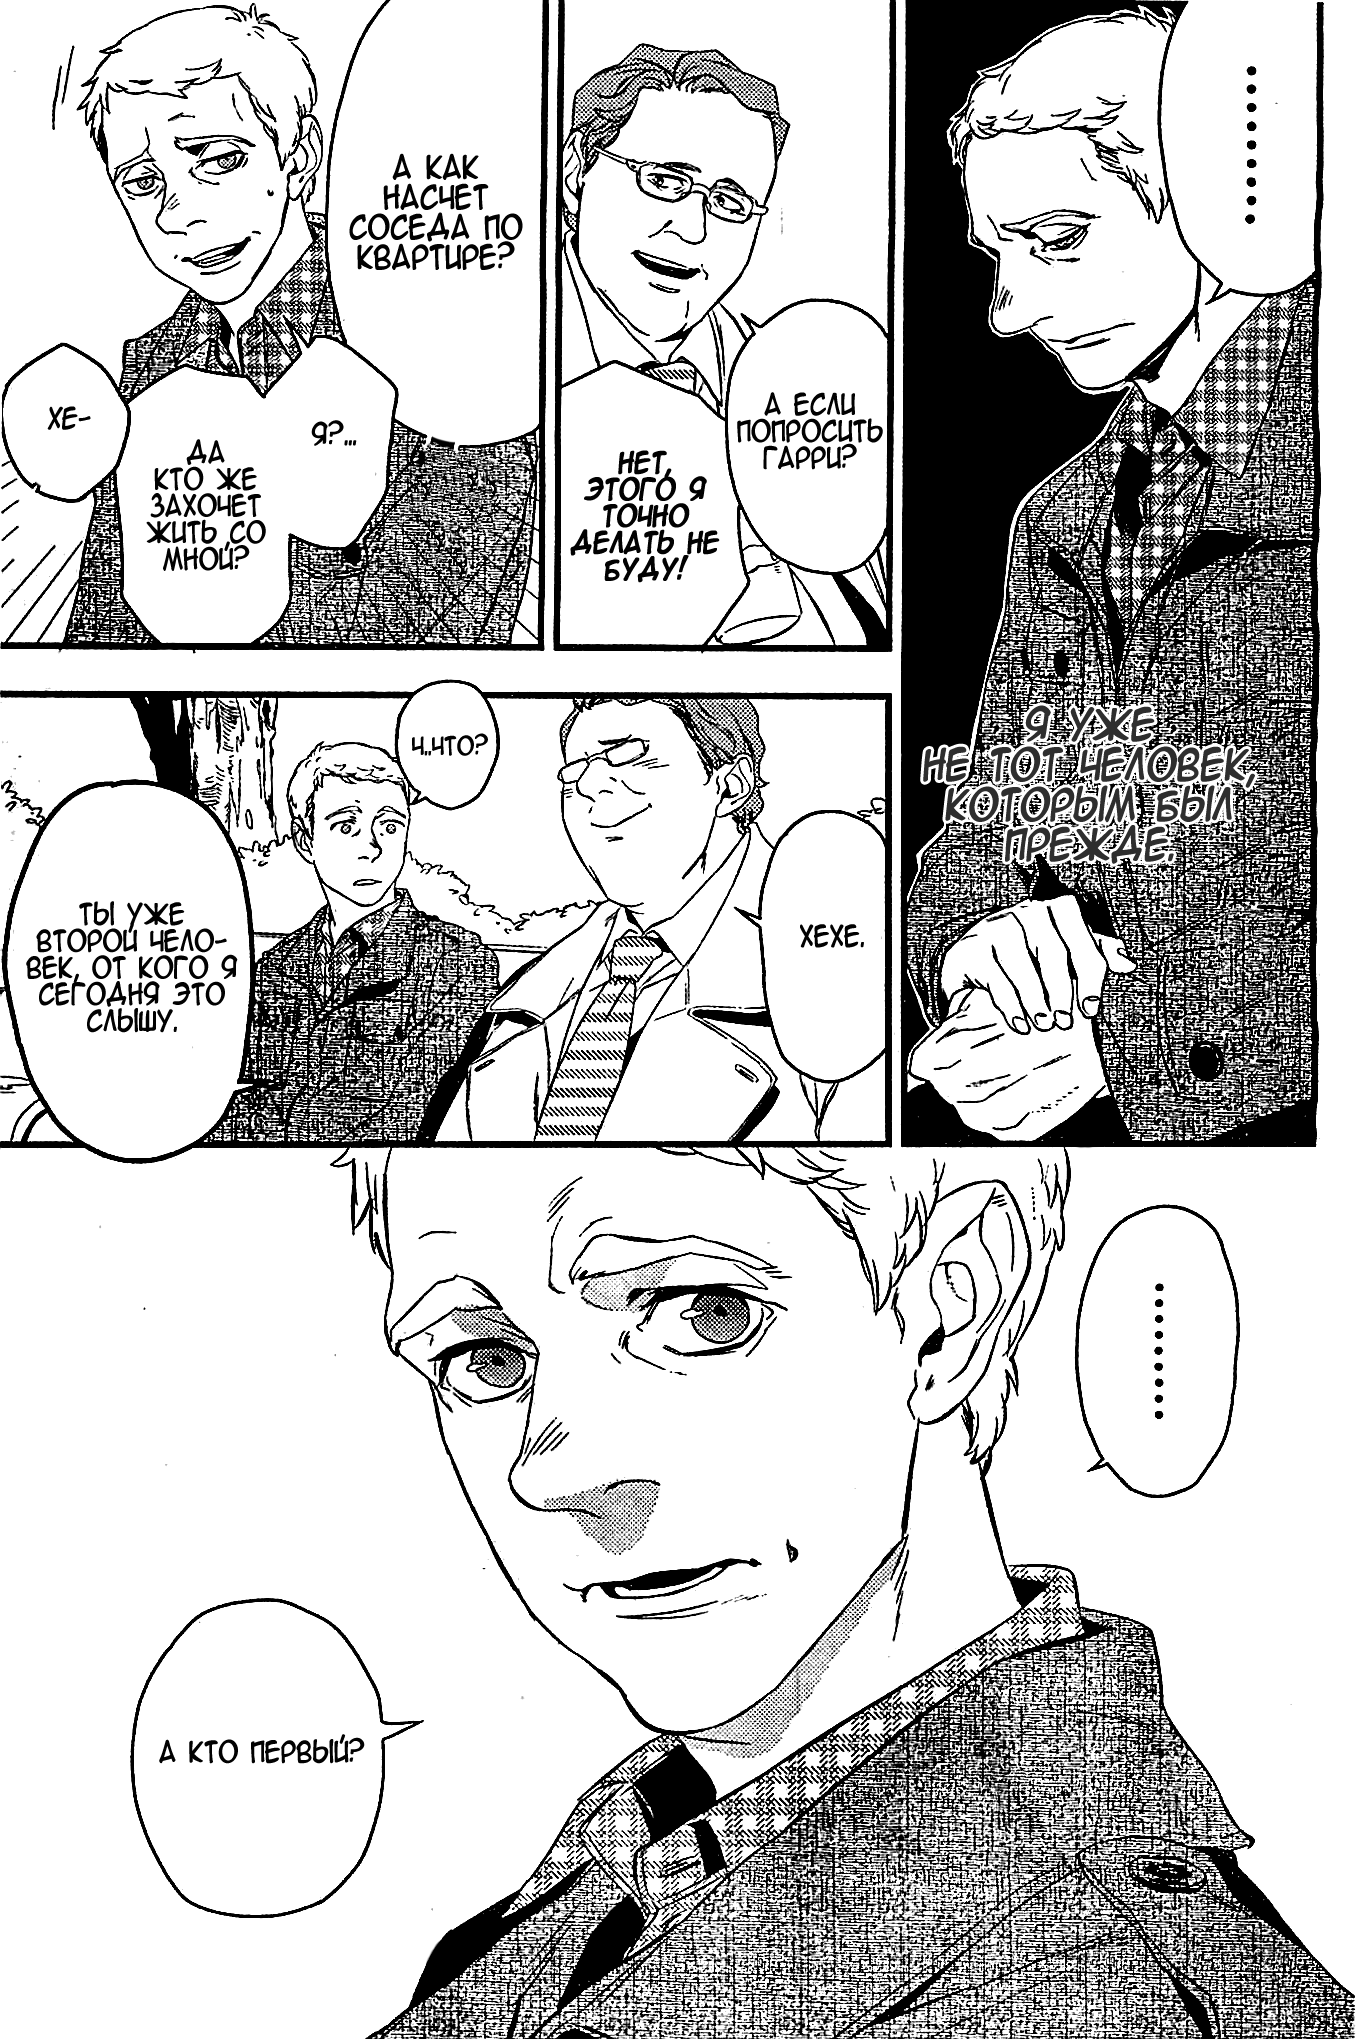 .........
Я УЖЕ
НЕ ТОТ ЧЕЛОВЕК,
КОТОРЫМ БЫЛ
ПРЕЖДЕ.
А ЕСЛИ
ПОПРОСИТЬ
ГАРРИ?
НЕТ,
ЭТОГО Я
ТОЧНО
ДЕЛАТЬ НЕ
БУДУ!
А КАК
НАСЧЕТ
СОСЕДА ПО
КВАРТИРЕ?
Я?...
ДА
КТО ЖЕ
ЗАХОЧЕТ
ЖИТЬ СО
МНОЙ?
ХЕ-
ХЕХЕ.
Ч..ЧТО?
ТЫ УЖЕ
ВТОРОЙ ЧЕЛО-
ВЕК, ОТ КОГО Я
СЕГОДНЯ ЭТО
СЛЫШУ.
.........
А КТО ПЕРВЫЙ?